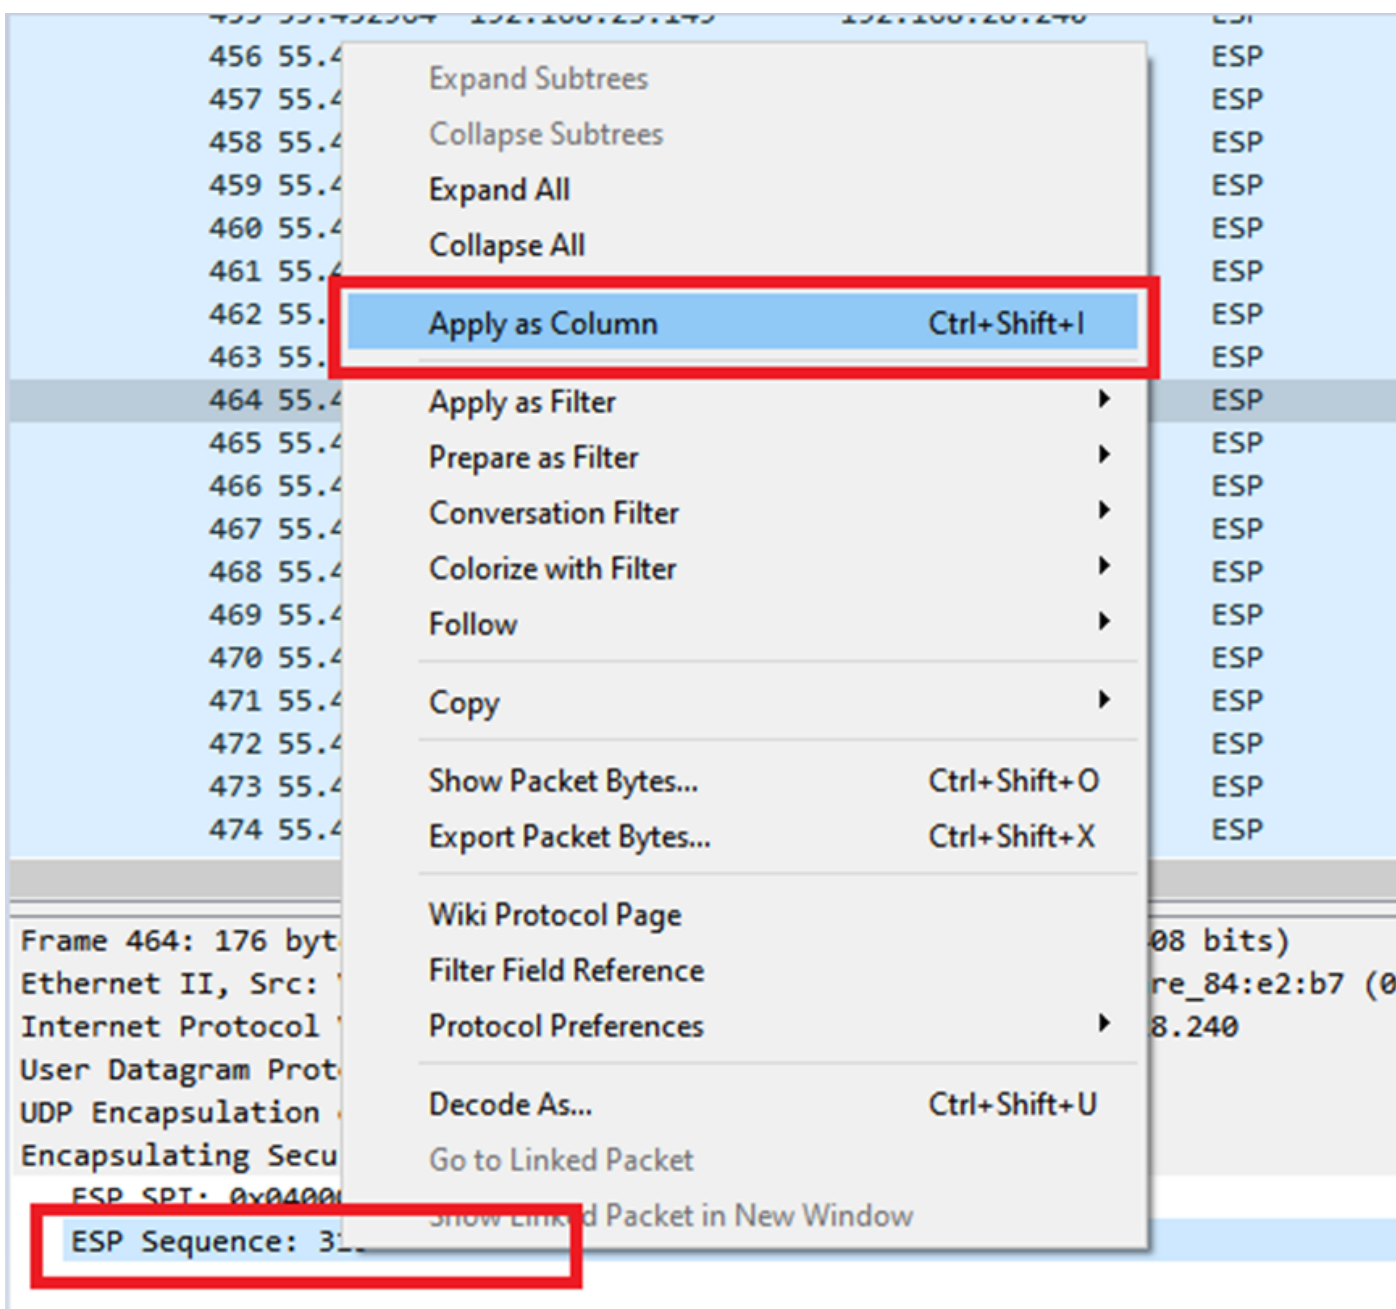 456 55.4 ESP
457 55.4 ESP
458 55.4 ESP
459 55.4 ESP
460 55.4 ESP
461 55.4 ESP
462 55. ESP
463 55. ESP
464 55.4 ESP
465 55.4 ESP
466 55.4 ESP
467 55.4 ESP
468 55.4 ESP
469 55.4 ESP
470 55.4 ESP
471 55.4 ESP
472 55.4 ESP
473 55.4 ESP
474 55.4 ESP
Expand Subtrees
Collapse Subtrees
Expand All
Collapse All
Apply as Column Ctrl+Shift+I
Apply as Filter
Prepare as Filter
Conversation Filter
Colorize with Filter
Follow
Copy
Show Packet Bytes... Ctrl+Shift+O
Export Packet Bytes... Ctrl+Shift+X
Wiki Protocol Page
Filter Field Reference
Protocol Preferences
Decode As... Ctrl+Shift+U
Go to Linked Packet
Show Linked Packet in New Window
Frame 464: 176 byt 08 bits)
Ethernet II, Src: re_84:e2:b7 (0
Internet Protocol 8.240
User Datagram Prot
UDP Encapsulation
Encapsulating Secu
ESP SPI: 0x0400
ESP Sequence: